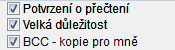 Potvrzení o přečtení
Velká důležitost
BCC - kopie pro mně